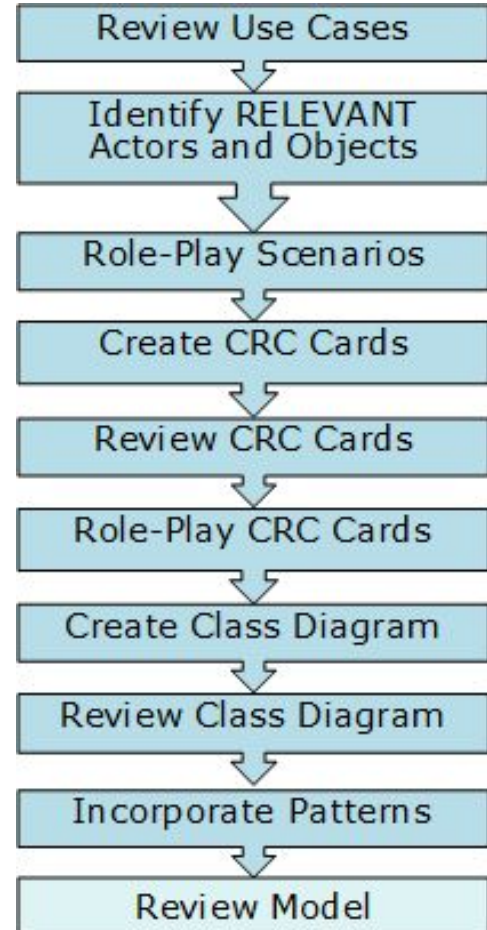 Review Use Cases
Identify RELEVANT
Actors and Objects
Role-Play Scenarios
Create CRC Cards
Review CRC Cards
Role-Play CRC Cards
Create Class Diagram
Review Class Diagram
Incorporate Patterns
Review Model